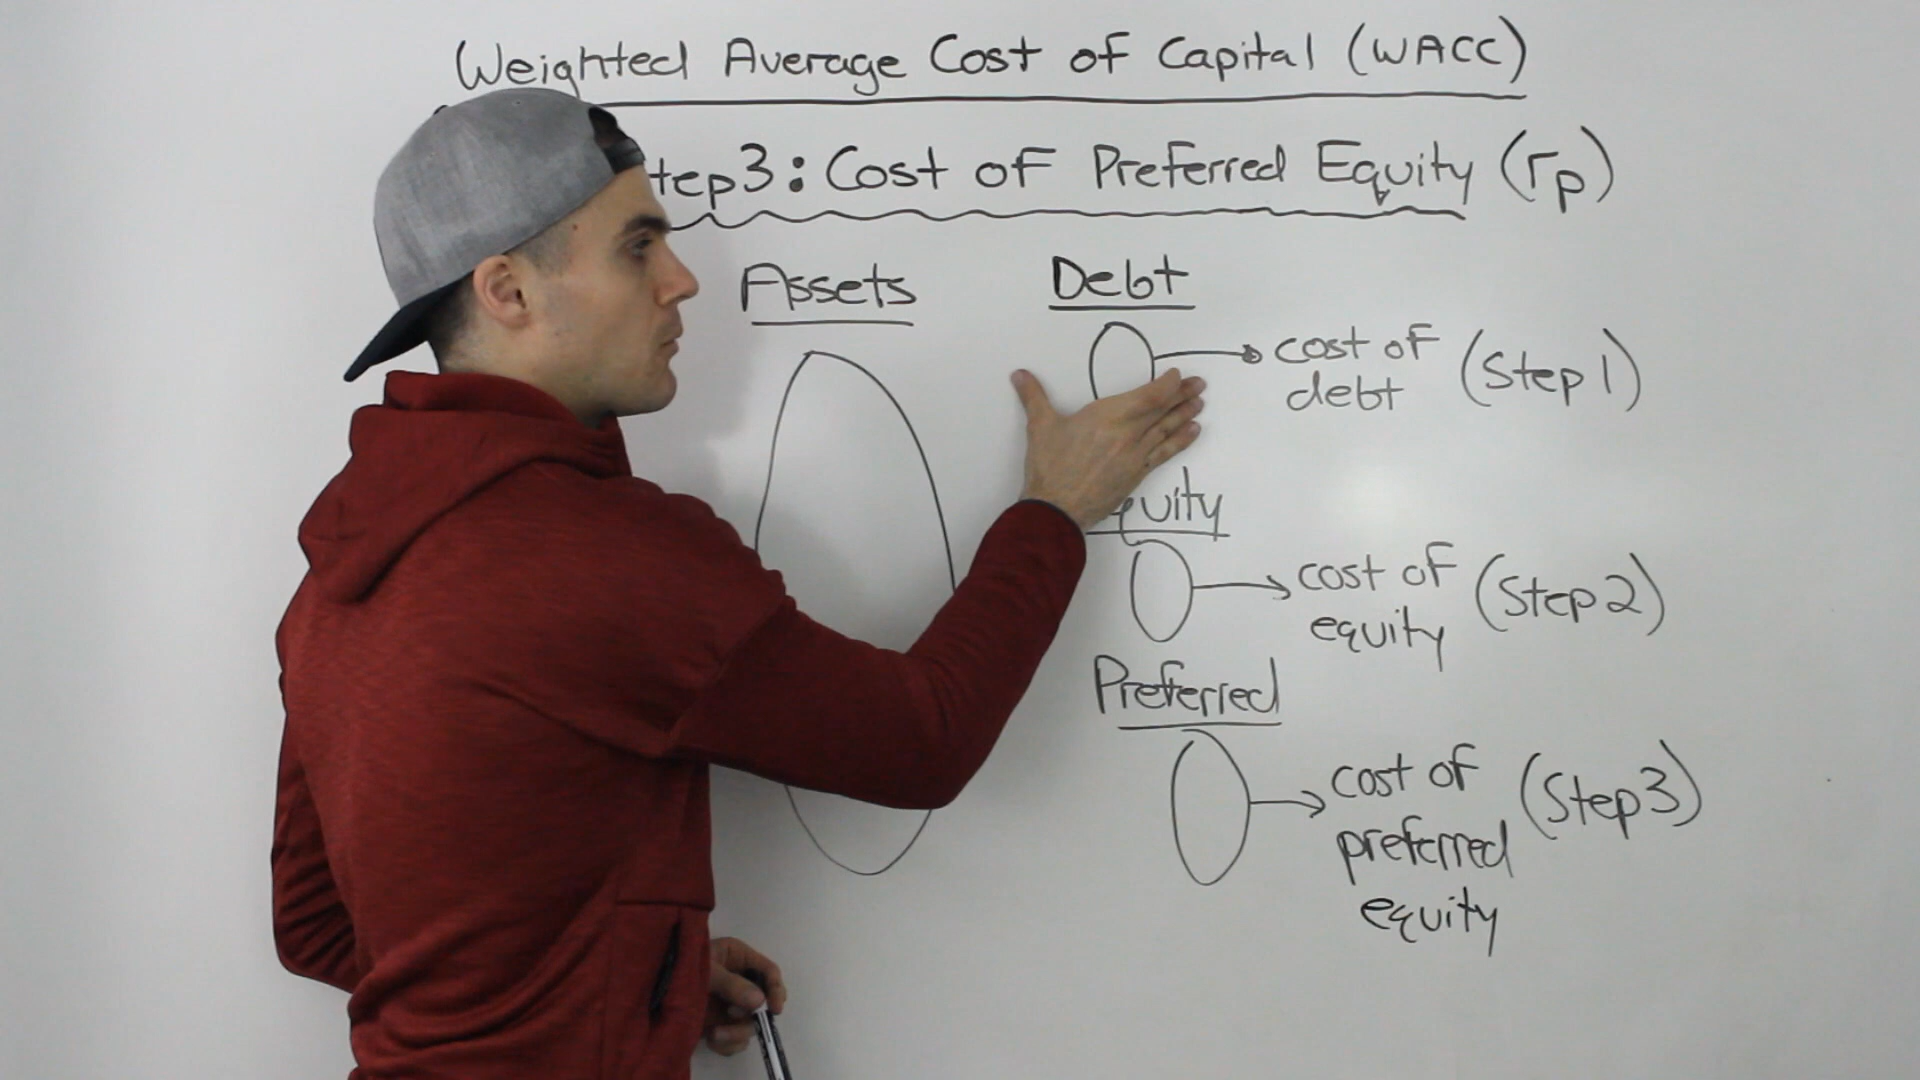 Weighted Average Cost of Capital (WACC)
tep3: Cost of Preferred Equity (rp)
Assets
Debt
cost of (Step 1)
debt
quity
cost of (Step 2)
equity
Preferred
cost of (Step 3)
preferred
equity